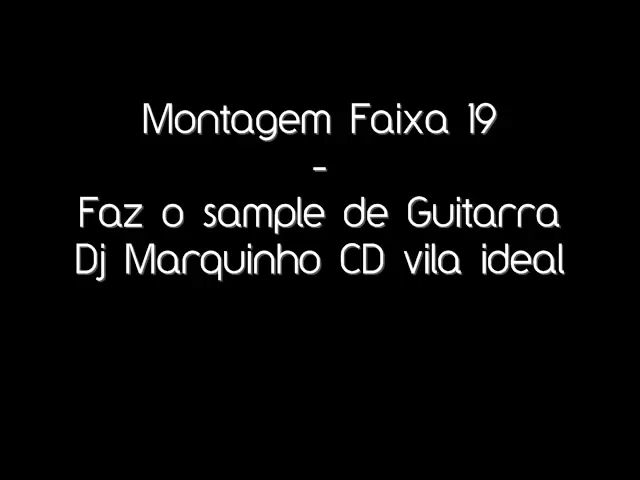 Montagem Faixa 19
-
Faz o sample de Guitarra
Dj Marquinho CD vila ideal